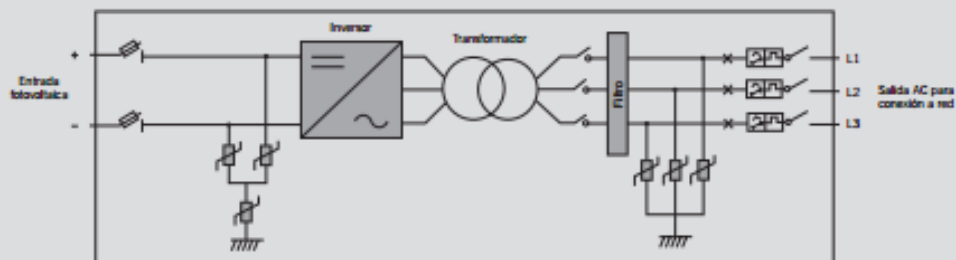 Inversor
Transformador
+
Entrada
fotovoltaica
-
Filtro
L1
L2
L3
Salida AC para
conexión a red